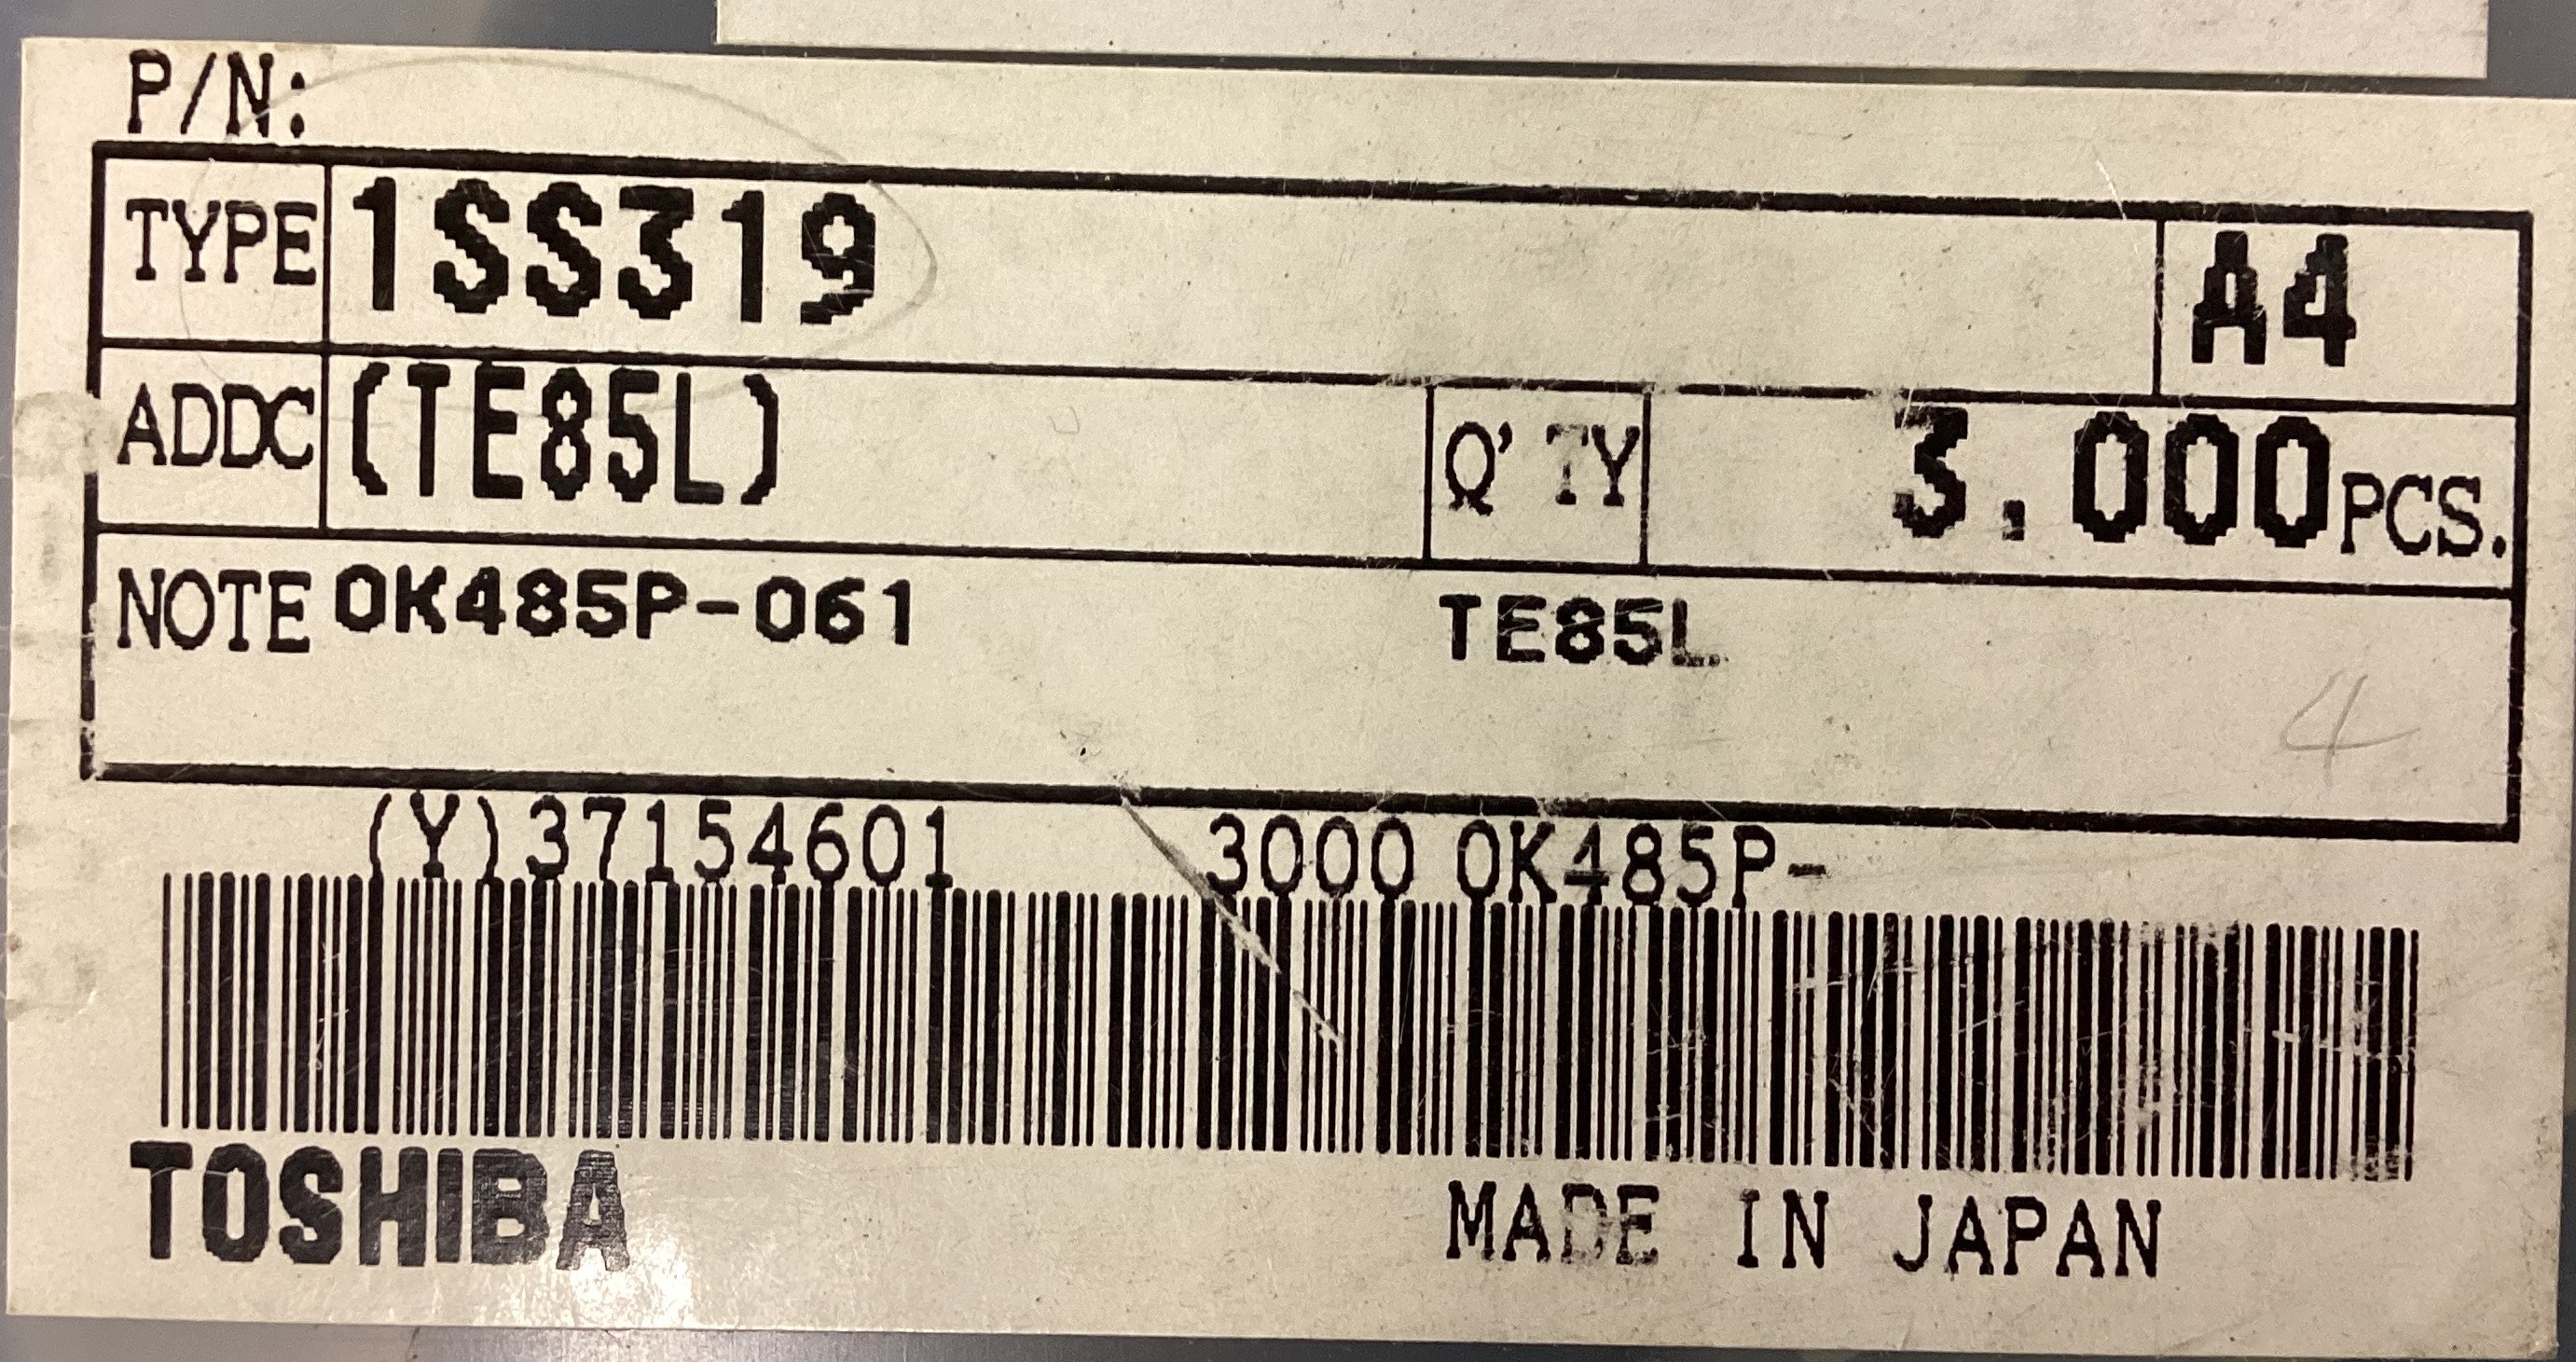 P/N:
TYPE 1SS319 A4
ADDC (TE85L) Q'TY 3,000PCS.
NOTE 0K485P-061 TE85L
4
(Y)37154601 3000 0K485P-
TOSHIBA MADE IN JAPAN